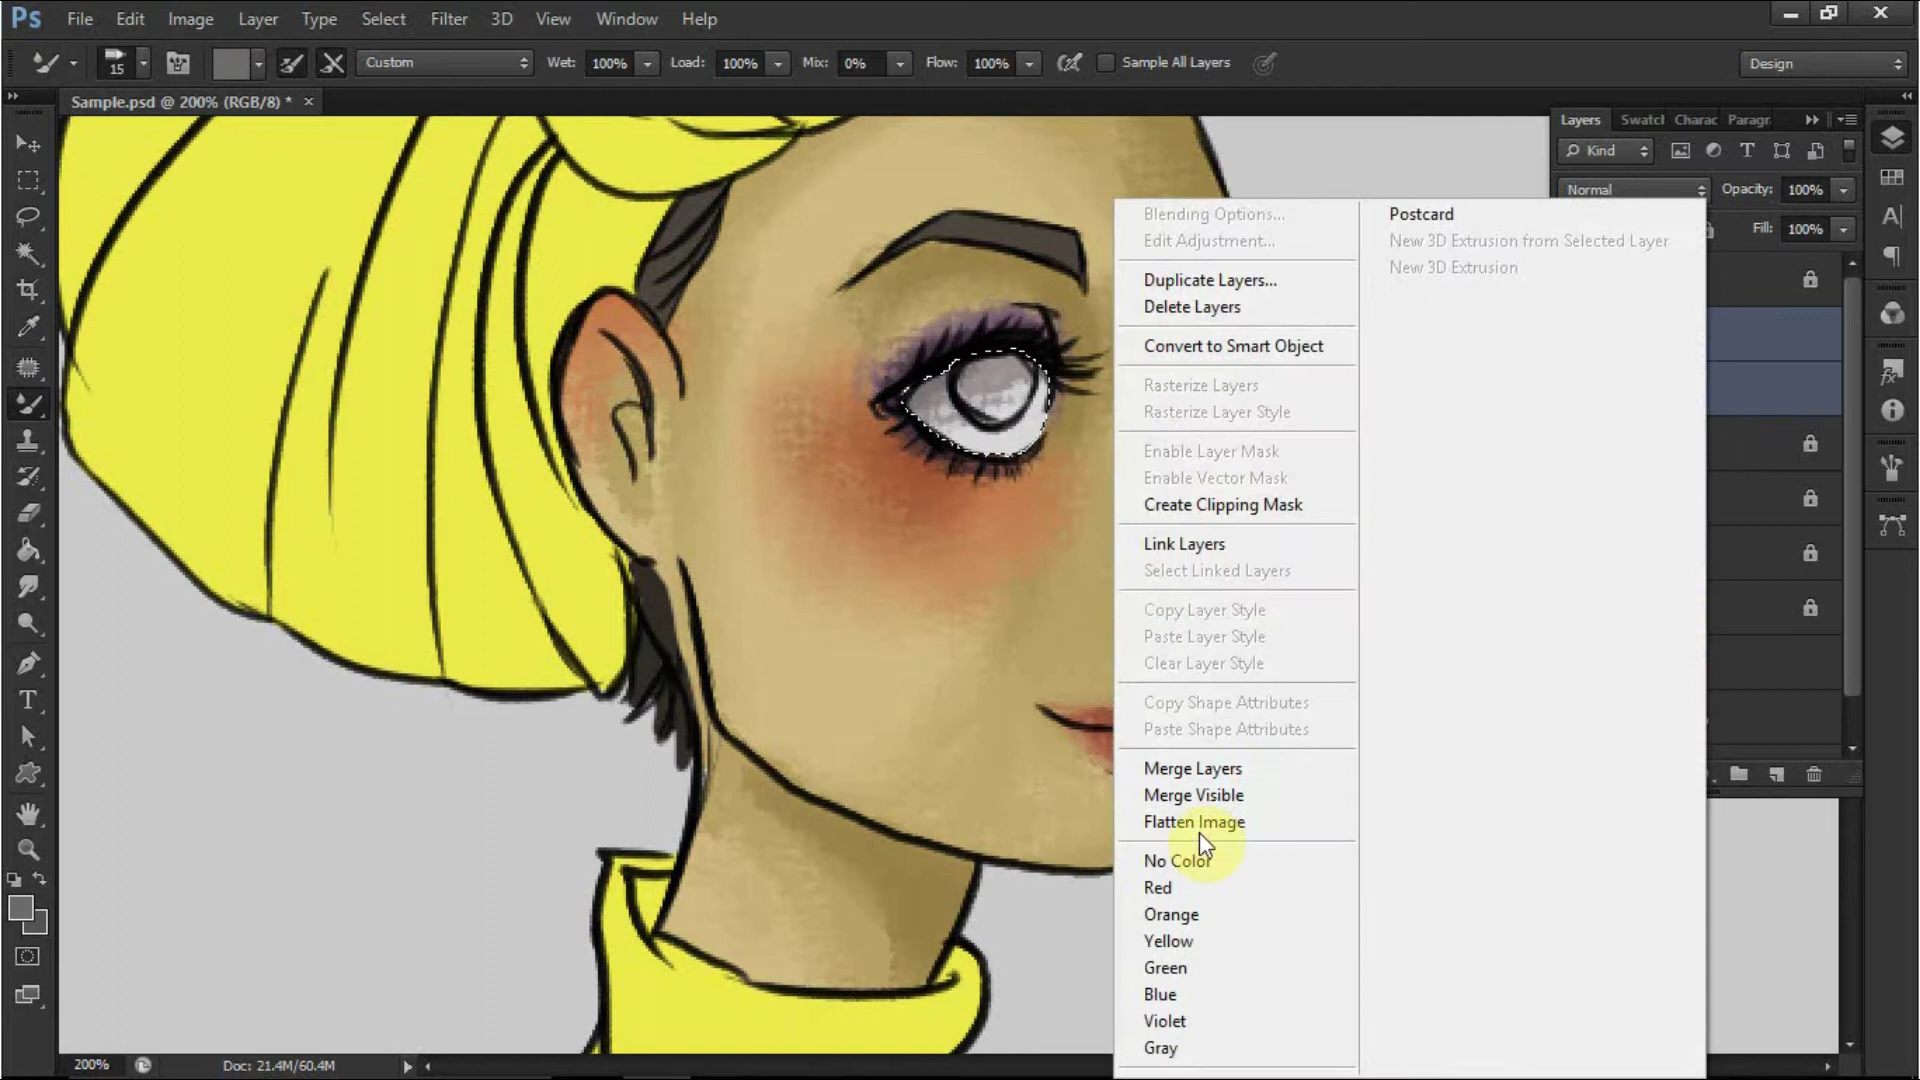 Ps File Edit Image Layer Type Select Filter 3D View Window Help
15 Custom Wet: 100% Load: 100% Mix: 0% Flow: 100% Sample All Layers Design
Sample.psd @ 200% (RGB/8) * ×
Layers Swatch Charac Paragr
Kind
Normal Opacity: 100%
Fill: 100%
Blending Options...
Edit Adjustment...
Duplicate Layers...
Delete Layers
Convert to Smart Object
Rasterize Layers
Rasterize Layer Style
Enable Layer Mask
Enable Vector Mask
Create Clipping Mask
Link Layers
Select Linked Layers
Copy Layer Style
Paste Layer Style
Clear Layer Style
Copy Shape Attributes
Paste Shape Attributes
Merge Layers
Merge Visible
Flatten Image
No Color
Red
Orange
Yellow
Green
Blue
Violet
Gray
Postcard
New 3D Extrusion from Selected Layer
New 3D Extrusion
200% Doc: 21.4M/60.4M